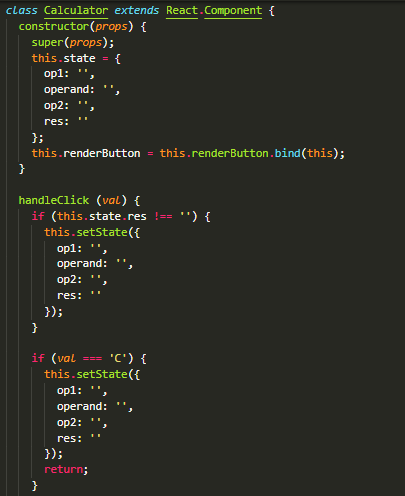 class Calculator extends React.Component {
  constructor(props) {
    super(props);
    this.state = {
      op1: '',
      operand: '',
      op2: '',
      res: ''
    };
    this.renderButton = this.renderButton.bind(this);
  }

  handleClick (val) {
    if (this.state.res !== '') {
      this.setState({
        op1: '',
        operand: '',
        op2: '',
        res: ''
      });
    }

    if (val === 'C') {
      this.setState({
        op1: '',
        operand: '',
        op2: '',
        res: ''
      });
      return;
    }